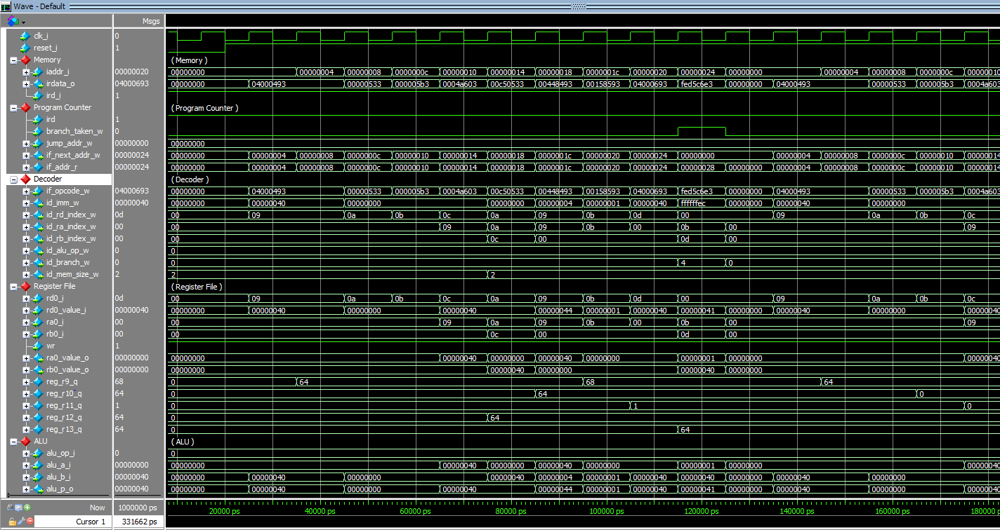 Wave - Default
Msgs
clk_i 0
reset_i 1
Memory (Memory)
iaddr_i 00000020 00000000 00000004 00000008 0000000c 00000010 00000014 00000018 0000001c 00000020 00000024 00000000 00000004 00000008 0000000c 00000010
irdata_o 04000693 00000000 04000493 00000533 000005b3 0004a603 00c50533 00448493 00158593 04000693 fed5c6e3 00000000 04000493 00000533 000005b3 0004a603
ird_i 1
Program Counter (Program Counter)
ird 1
branch_taken_w 0
jump_addr_w 00000000 00000000
if_next_addr_w 00000024 00000000 00000004 00000008 0000000c 00000010 00000014 00000018 0000001c 00000020 00000024 00000000 00000004 00000008 0000000c 00000010 00000014
if_addr_r 00000024 00000000 00000004 00000008 0000000c 00000010 00000014 00000018 0000001c 00000020 00000024 00000028 00000000 00000004 00000008 0000000c 00000010 00000014
Decoder (Decoder)
if_opcode_w 04000693 00000000 04000493 00000533 000005b3 0004a603 00c50533 00448493 00158593 04000693 fed5c6e3 00000000 04000493 00000533 000005b3 0004a603
id_imm_w 00000040 00000000 00000040 00000000 00000000 00000004 00000001 00000040 ffffffec 00000000 00000040 00000000
id_rd_index_w 0d 00 09 0a 0b 0c 0a 09 0b 0d 00 09 0a 0b 0c
id_ra_index_w 00 00 09 0a 09 0b 00 0b 00 09
id_rb_index_w 00 00 0c 00 0d 00
id_alu_op_w 0 0
id_branch_w 0 0 4 0
id_mem_size_w 2 2 2
Register File (Register File)
rd0_i 0d 00 09 0a 0b 0c 0a 09 0b 0d 00 09 0a 0b 0c
rd0_value_i 00000040 00000000 00000040 00000000 00000040 00000044 00000001 00000040 00000041 00000000 00000040 00000000 00000040
ra0_i 00 00 09 0a 09 0b 00 0b 00 09
rb0_i 00 00 0c 00 0d 00
wr 1
ra0_value_o 00000000 00000000 00000040 00000000 00000040 00000000 00000001 00000000 00000040
rb0_value_o 00000000 00000000 00000040 00000000 00000040 00000000
reg_r9_q 68 0 64 68 64
reg_r10_q 64 0 64 0
reg_r11_q 1 0 1 0
reg_r12_q 64 0 64
reg_r13_q 64 0 64
ALU (ALU)
alu_op_i 0 0
alu_a_i 00000000 00000000 00000040 00000000 00000040 00000000 00000001 00000000 00000040
alu_b_i 00000040 00000000 00000040 00000000 00000040 00000004 00000001 00000040 00000040 00000000 00000040 00000000
alu_p_o 00000040 00000000 00000040 00000000 00000040 00000044 00000001 00000040 00000041 00000000 00000040 00000000 00000040
Now 1000000 ps
Cursor 1 331662 ps
20000 ps 40000 ps 60000 ps 80000 ps 100000 ps 120000 ps 140000 ps 160000 ps 180000 p